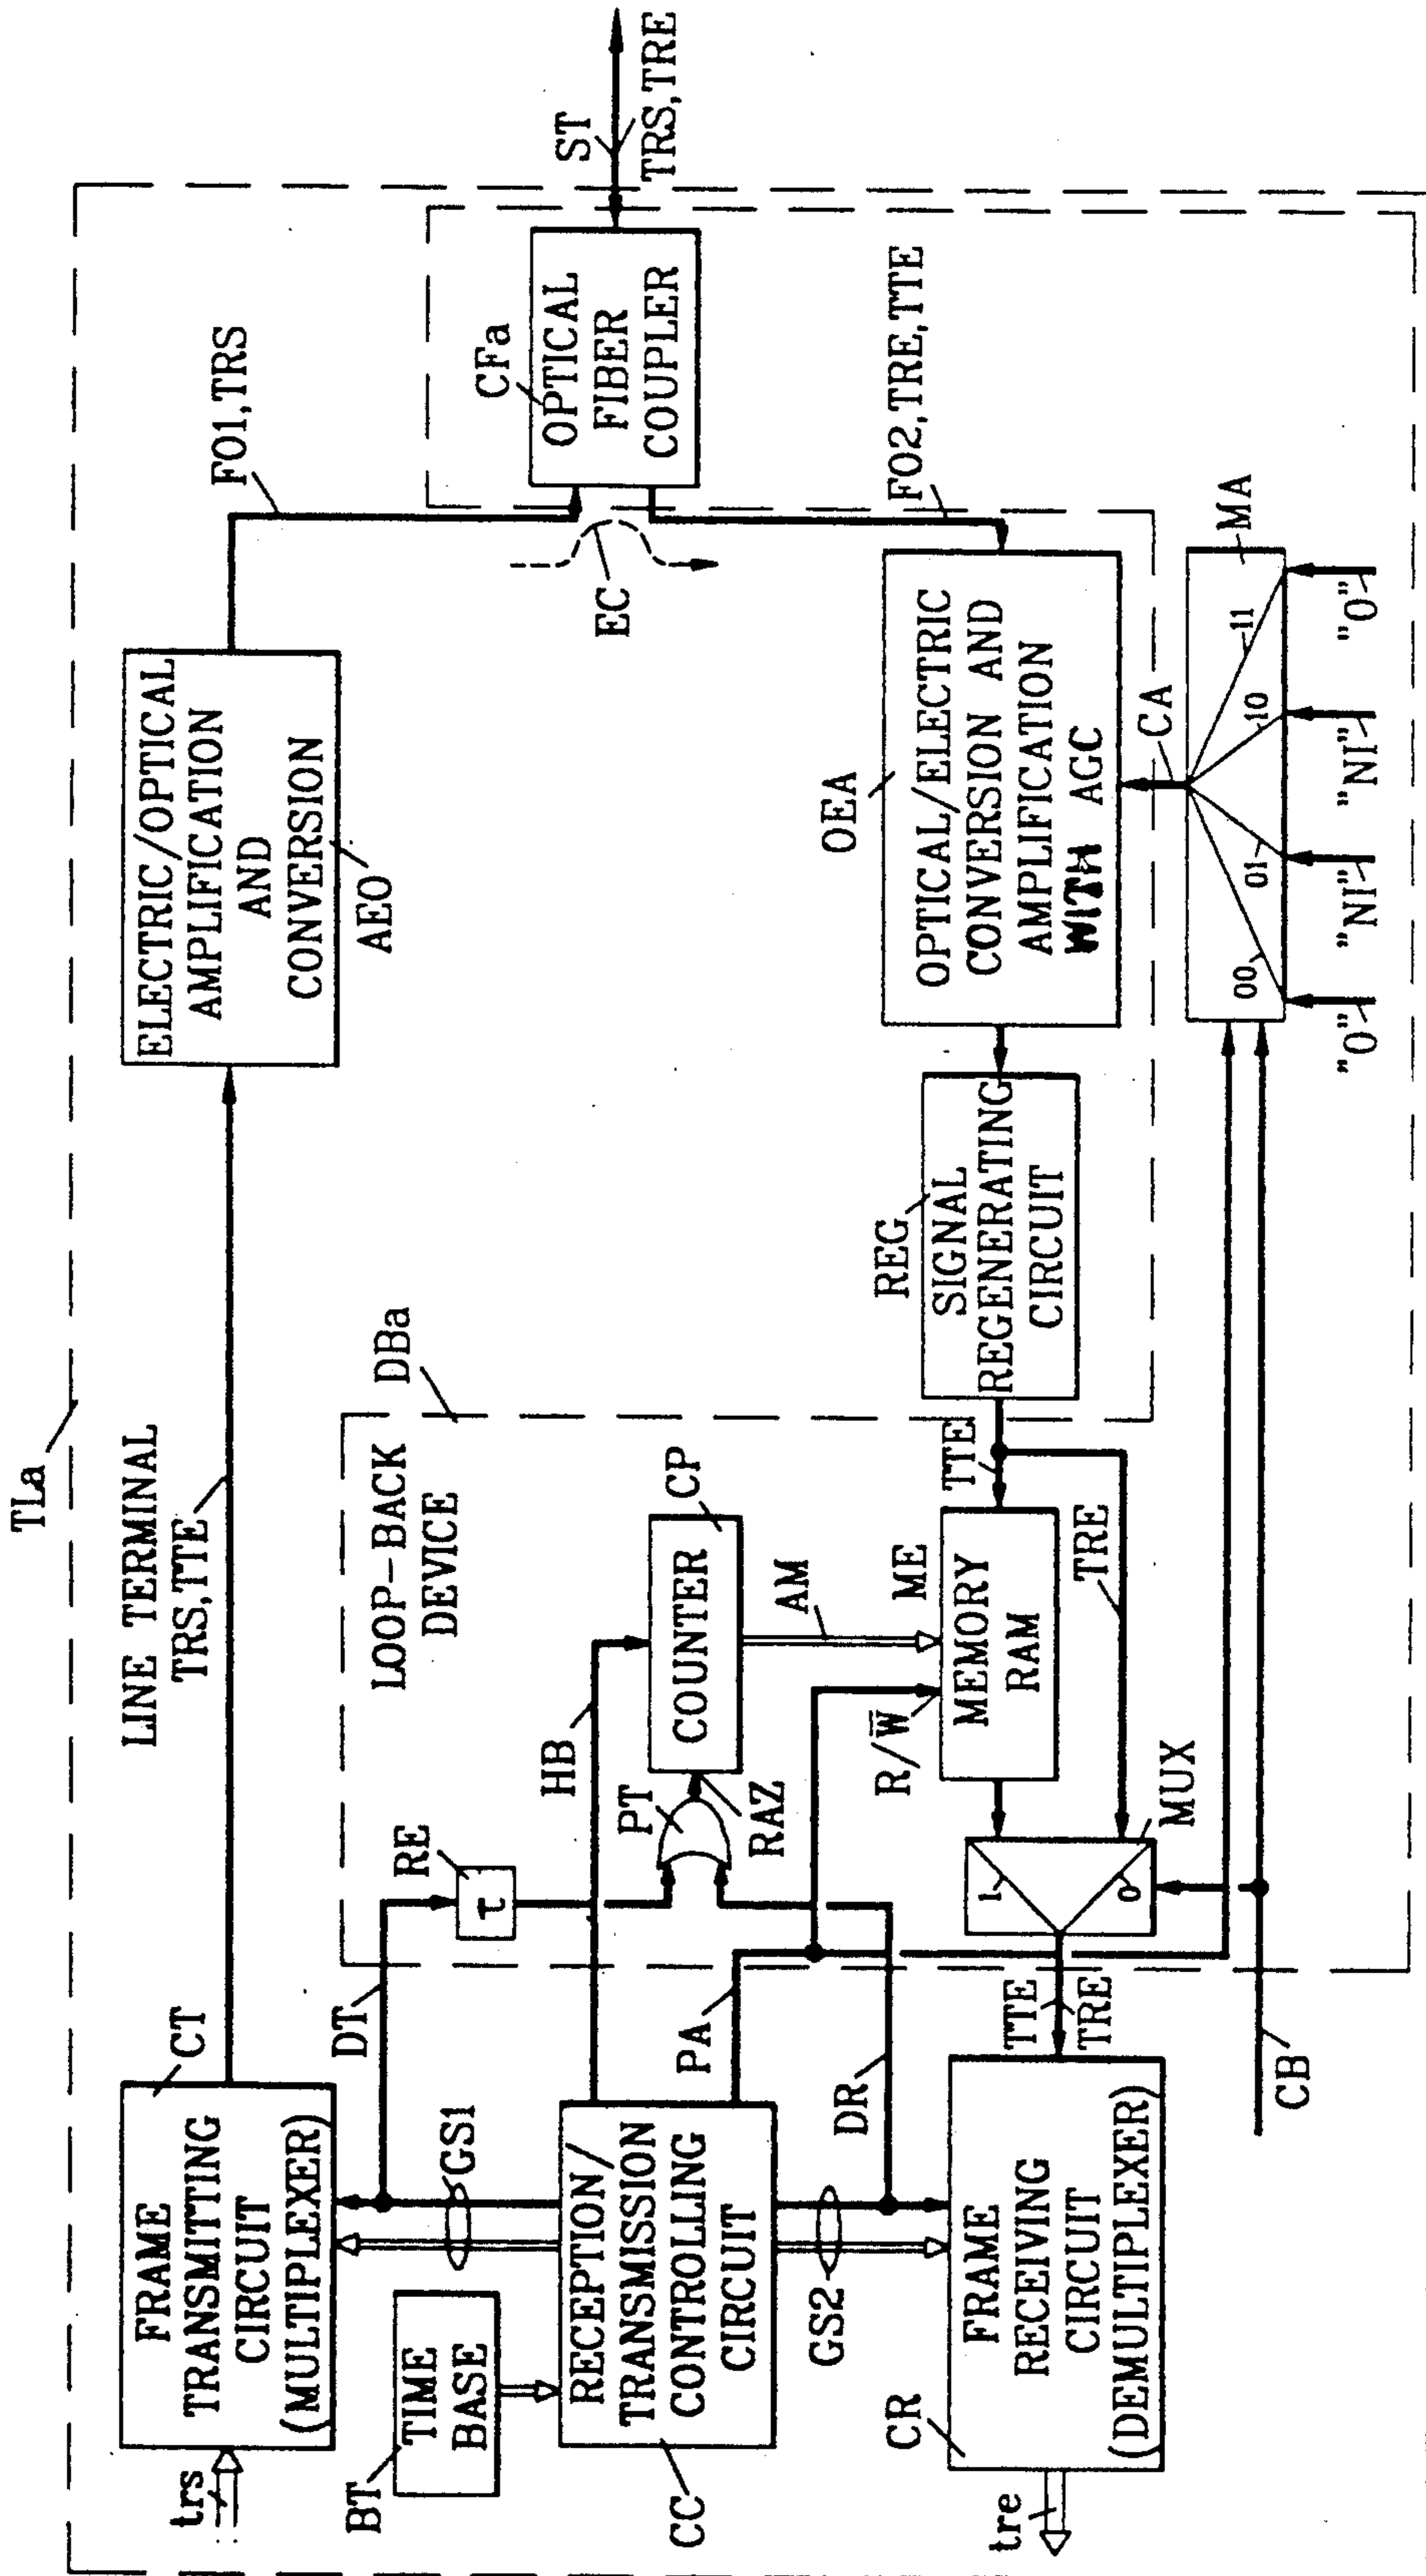 TLa
LINE TERMINAL
TRS,TTE
trs
FRAME
TRANSMITTING
CIRCUIT
(MULTIPLEXER)
CT
ELECTRIC/OPTICAL
AMPLIFICATION
AND
CONVERSION
AEO
FO1,TRS
BT
TIME
BASE
GS1
DT
RE
τ
LOOP-BACK
DEVICE
DBa
HB
PT
RAZ
COUNTER
CP
EC
CFa
OPTICAL
FIBER
COUPLER
ST
TRS,TRE
CC
RECEPTION/
TRANSMISSION
CONTROLLING
CIRCUIT
PA
DR
GS2
AM
R/W̅
ME
MEMORY
RAM
TTE
TRE
REG
SIGNAL
REGENERATING
CIRCUIT
OEA
OPTICAL/ELECTRIC
CONVERSION AND
AMPLIFICATION
WITH AGC
FO2,TRE,TTE
CR
tre
FRAME
RECEIVING
CIRCUIT
(DEMULTIPLEXER)
TTE
TRE
1
0
MUX
CA
MA
00
01
10
11
CB
"0"
"NI"
"NI"
"0"